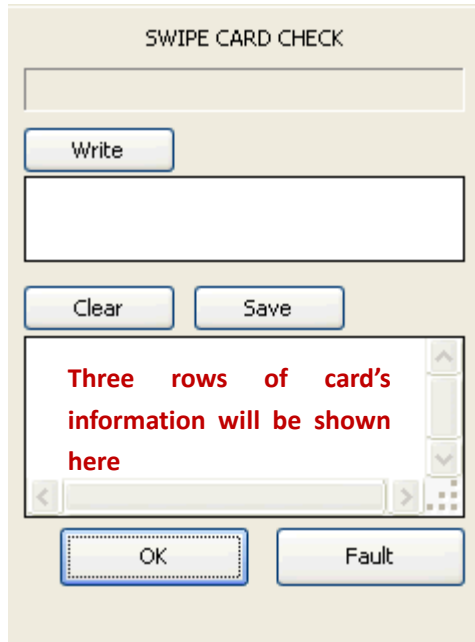 SWIPE CARD CHECK
Write
Clear Save
Three rows of card’s
information will be shown
here
OK Fault